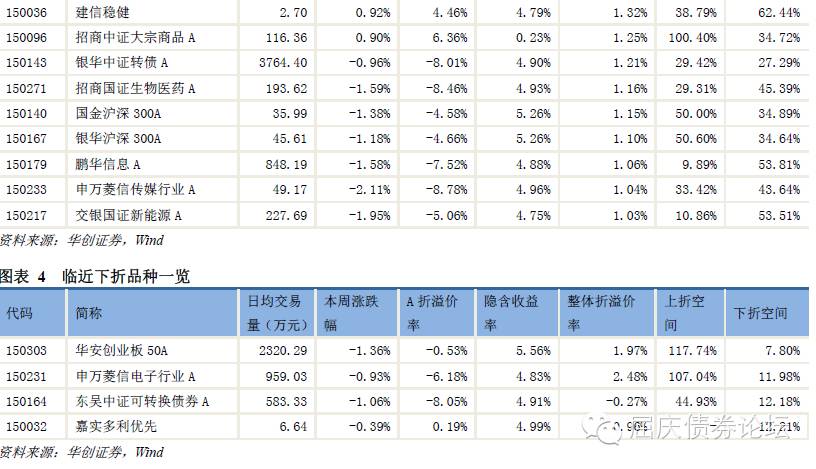 150036 建信稳健 2.70 0.92% 4.46% 4.79% 1.32% 38.79% 62.44%
150096 招商中证大宗商品 A 116.36 0.90% 6.36% 0.23% 1.25% 100.40% 34.72%
150143 银华中证转债 A 3764.40 -0.96% -8.01% 4.90% 1.21% 29.42% 27.29%
150271 招商国证生物医药 A 193.62 -1.59% -8.46% 4.93% 1.16% 29.31% 45.39%
150140 国金沪深 300A 35.99 -1.38% -4.58% 5.26% 1.15% 50.00% 34.89%
150167 银华沪深 300A 45.61 -1.18% -4.66% 5.26% 1.10% 50.60% 34.64%
150179 鹏华信息 A 848.19 -1.58% -7.52% 4.88% 1.06% 9.89% 53.81%
150233 申万菱信传媒行业 A 49.17 -2.11% -8.78% 4.96% 1.04% 33.42% 43.64%
150217 交银国证新能源 A 227.69 -1.95% -5.06% 4.75% 1.03% 10.86% 53.51%
资料来源：华创证券，Wind
图表 4 临近下折品种一览
代码 简称 日均交易量（万元） 本周涨跌幅 A 折溢价率 隐含收益率 整体折溢价率 上折空间 下折空间
150303 华安创业板 50A 2320.29 -1.36% -0.53% 5.56% 1.97% 117.74% 7.80%
150231 申万菱信电子行业 A 959.03 -0.93% -6.18% 4.83% 2.48% 107.04% 11.98%
150164 东吴中证可转换债券 A 583.33 -1.06% -8.05% 4.91% -0.27% 44.93% 12.18%
150032 嘉实多利优先 6.64 -0.39% 0.19% 4.99%
屈庆债券论坛
资料来源：华创证券，Wind